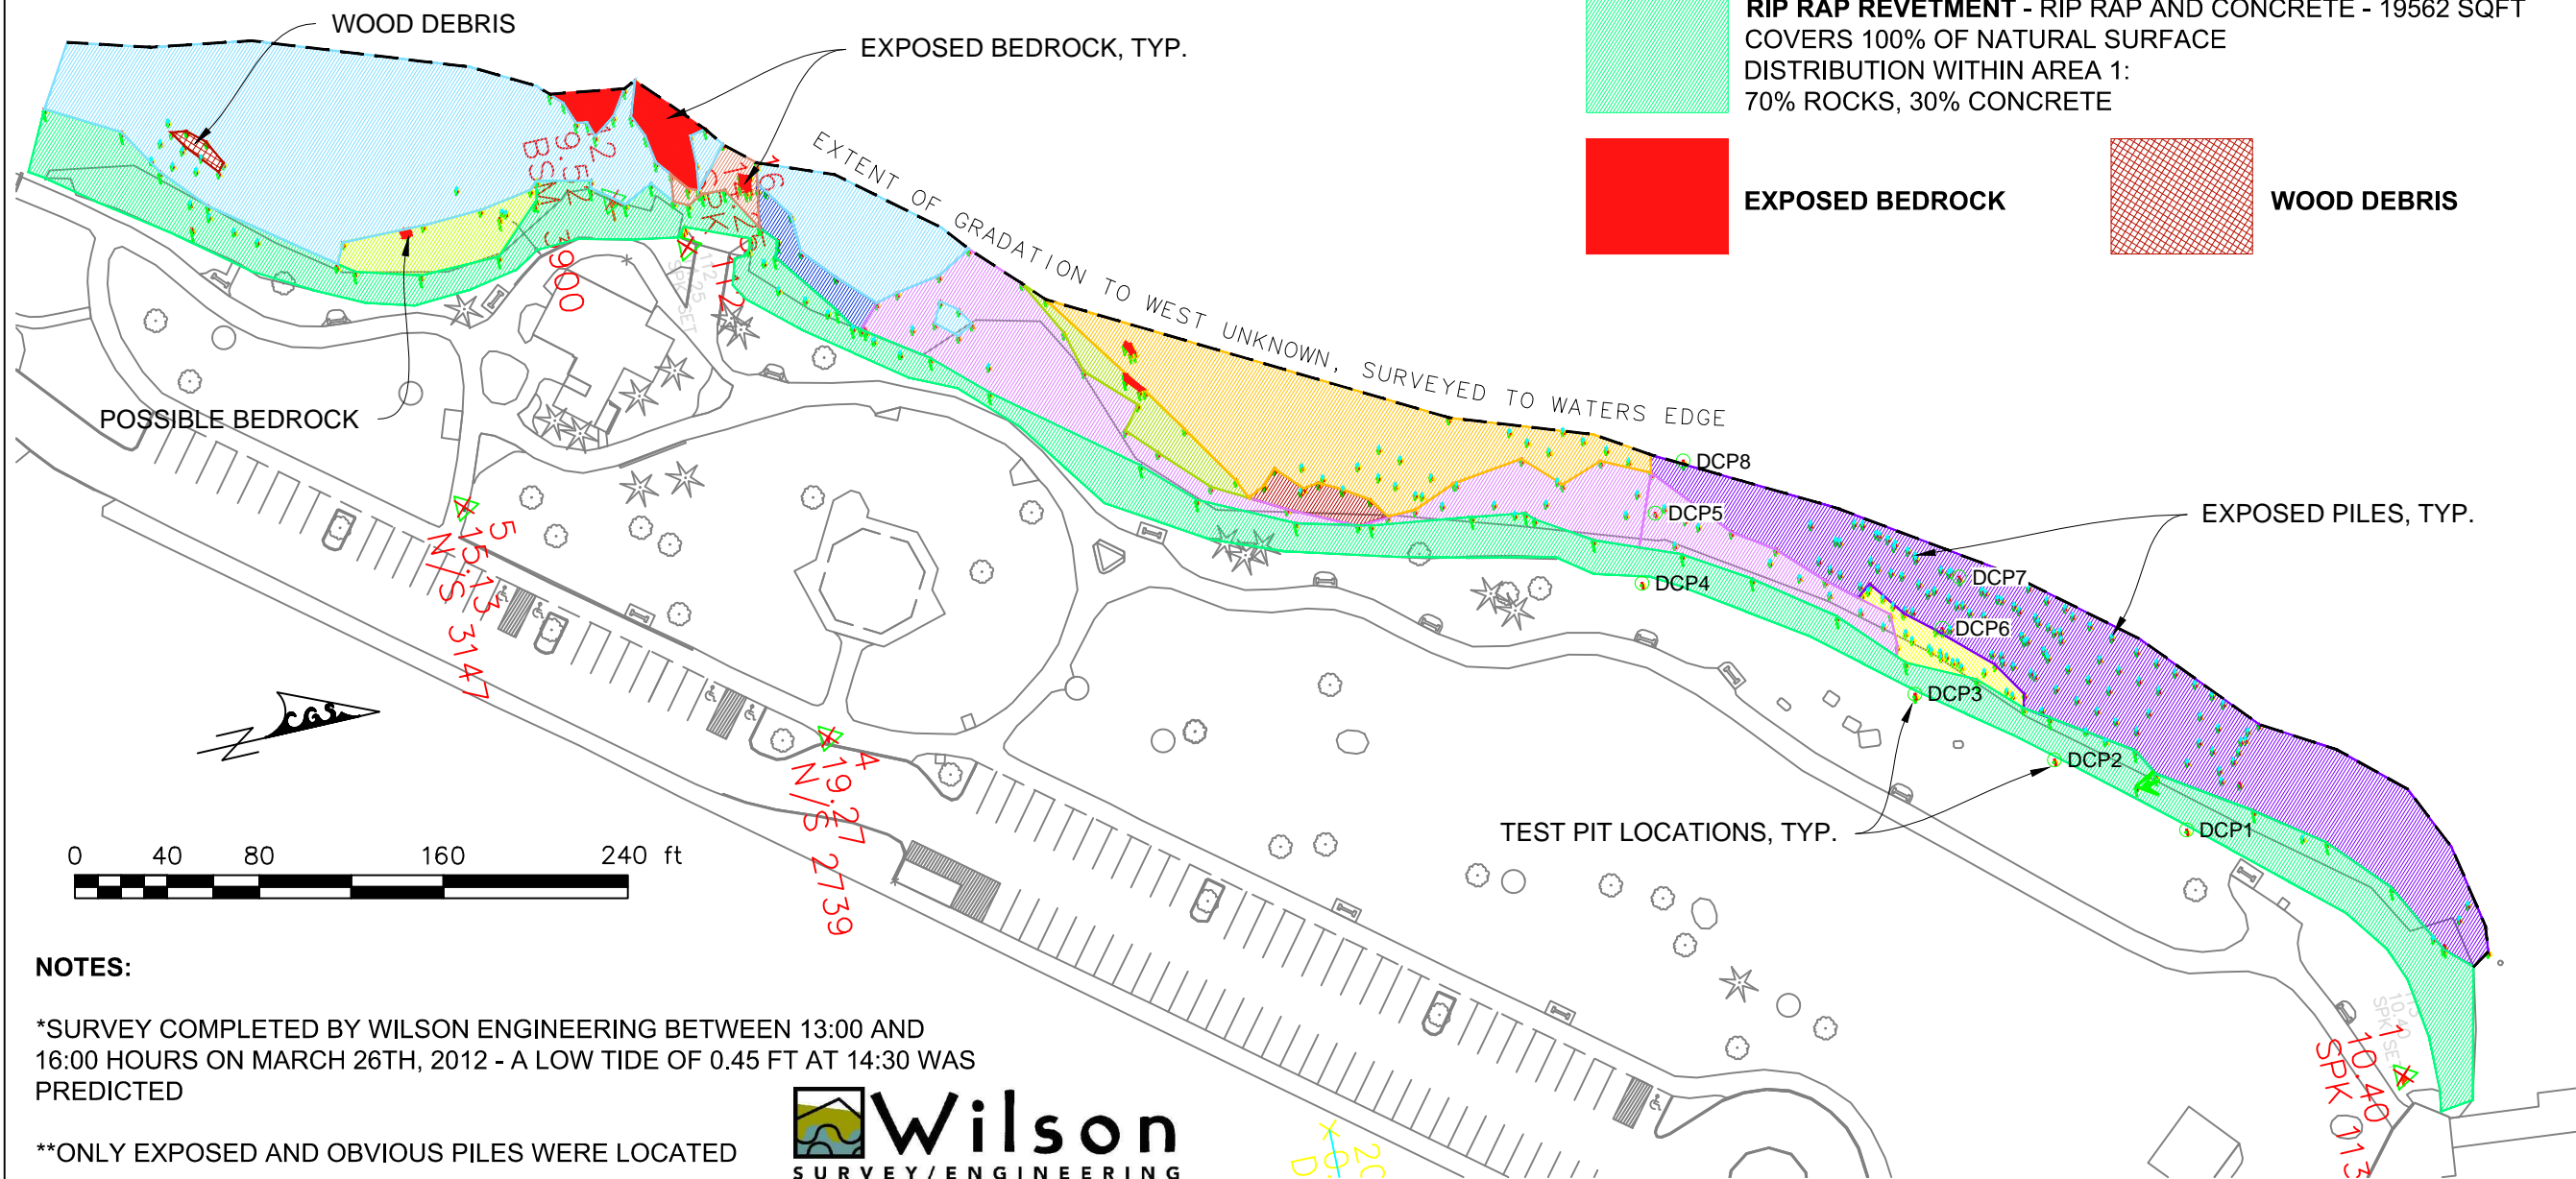 RIP RAP REVETMENT - RIP RAP AND CONCRETE - 19562 SQFT
COVERS 100% OF NATURAL SURFACE
DISTRIBUTION WITHIN AREA 1:
70% ROCKS, 30% CONCRETE
EXPOSED BEDROCK
WOOD DEBRIS
WOOD DEBRIS
EXPOSED BEDROCK, TYP.
EXTENT OF GRADATION TO WEST UNKNOWN, SURVEYED TO WATERS EDGE
3900
112
POSSIBLE BEDROCK
DCP8
DCP5
DCP4
DCP7
DCP6
DCP3
DCP2
DCP1
EXPOSED PILES, TYP.
TEST PIT LOCATIONS, TYP.
5
15.13
N/S 3147
4
19.27
N/S 2739
CGS
N
0 40 80 160 240 ft
NOTES:
*SURVEY COMPLETED BY WILSON ENGINEERING BETWEEN 13:00 AND
16:00 HOURS ON MARCH 26TH, 2012 - A LOW TIDE OF 0.45 FT AT 14:30 WAS
PREDICTED
**ONLY EXPOSED AND OBVIOUS PILES WERE LOCATED
Wilson
SURVEY/ENGINEERING
1
10.40
SPK 113